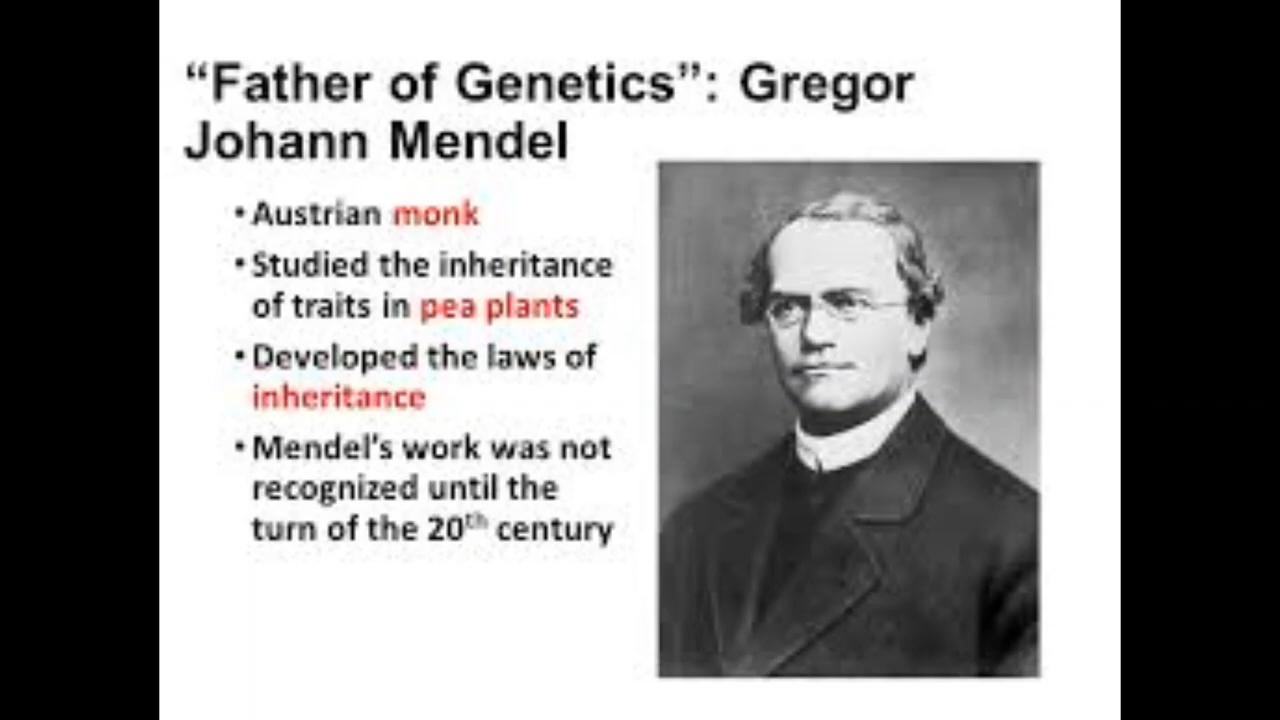 “Father of Genetics”: Gregor
Johann Mendel
• Austrian monk
• Studied the inheritance
of traits in pea plants
• Developed the laws of
inheritance
• Mendel's work was not
recognized until the
turn of the 20th century